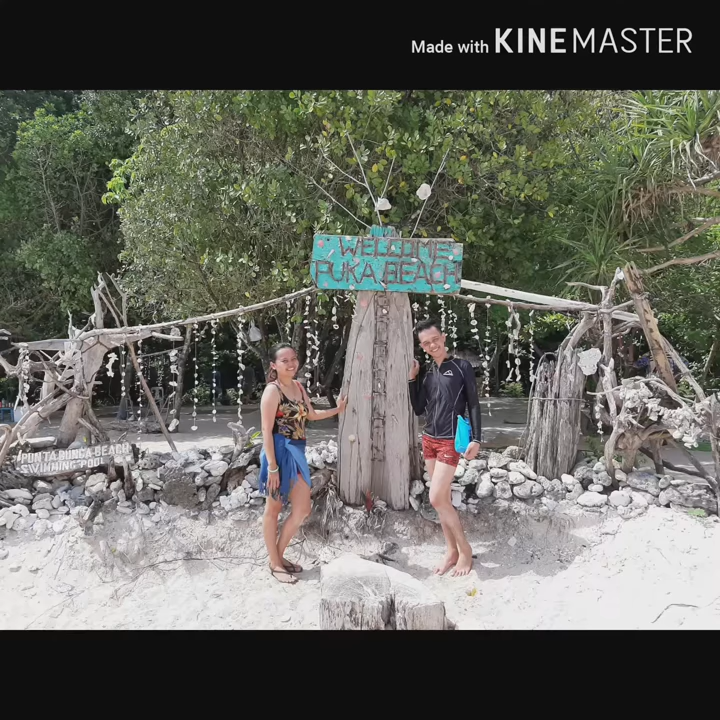 Made with KINEMASTER
WELCOME
PUKA BEACH
PUNTA BUNGA BEACH
SWIMMING POOL